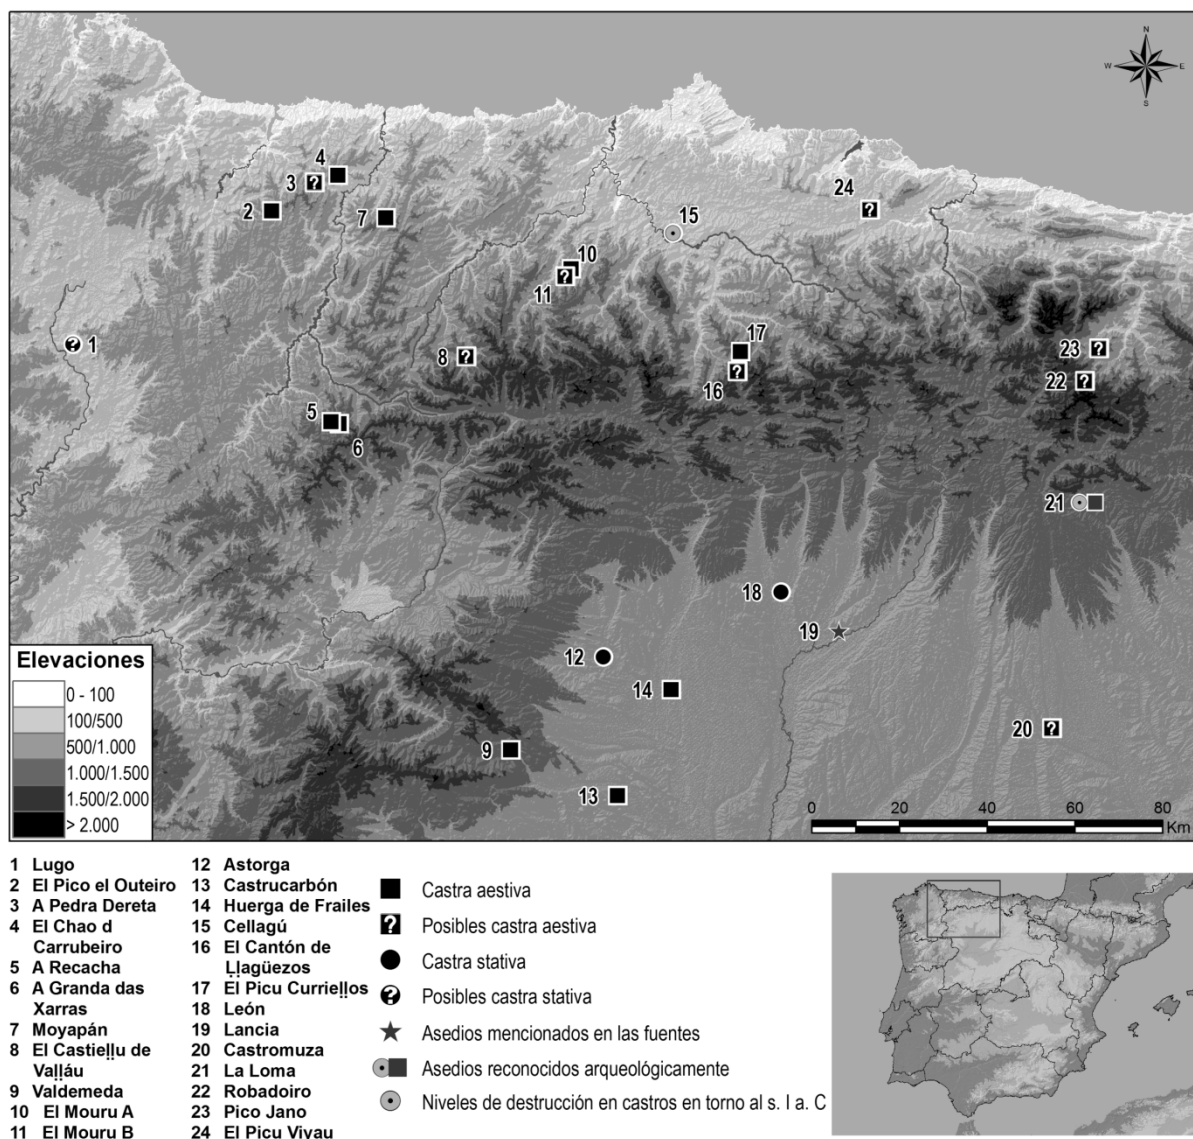 N
W E
S
4
3
2
7
24
15
10
11
1
17
8
16
23
22
5
6
21
18
19
12
14
20
9
13
Elevaciones
0 - 100
100/500
500/1.000
1.000/1.500
1.500/2.000
> 2.000
0 20 40 60 80
Km
1 Lugo
2 El Pico el Outeiro
3 A Pedra Dereta
4 El Chao d
Carrubeiro
5 A Recacha
6 A Granda das
Xarras
7 Moyapán
8 El Castieḷḷu de
Vaḷḷáu
9 Valdemeda
10 El Mouru A
11 El Mouru B
12 Astorga
13 Castrucarbón
14 Huerga de Frailes
15 Cellagú
16 El Cantón de
Ḷḷagüezos
17 El Picu Currieḷḷos
18 León
19 Lancia
20 Castromuza
21 La Loma
22 Robadoiro
23 Pico Jano
24 El Picu Viyau
Castra aestiva
? Posibles castra aestiva
Castra stativa
? Posibles castra stativa
Asedios mencionados en las fuentes
Asedios reconocidos arqueológicamente
Niveles de destrucción en castros en torno al s. I a. C